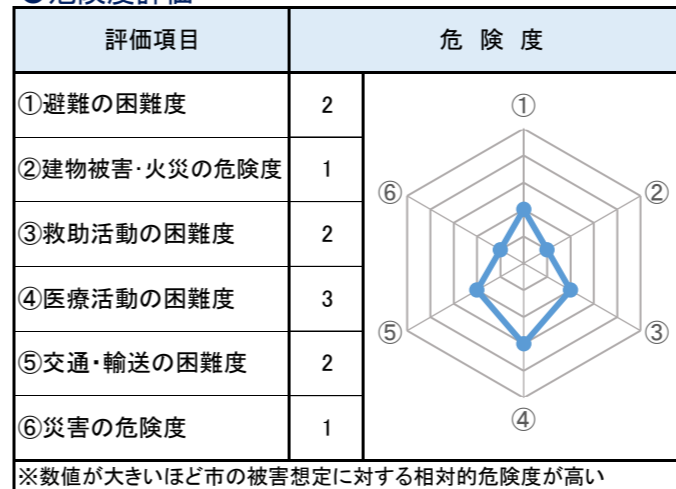 ●危険度評価
評価項目 危 険 度
①避難の困難度 2
②建物被害・火災の危険度 1
③救助活動の困難度 2
④医療活動の困難度 3
⑤交通・輸送の困難度 2
⑥災害の危険度 1
①
②
③
④
⑤
⑥
※数値が大きいほど市の被害想定に対する相対的危険度が高い